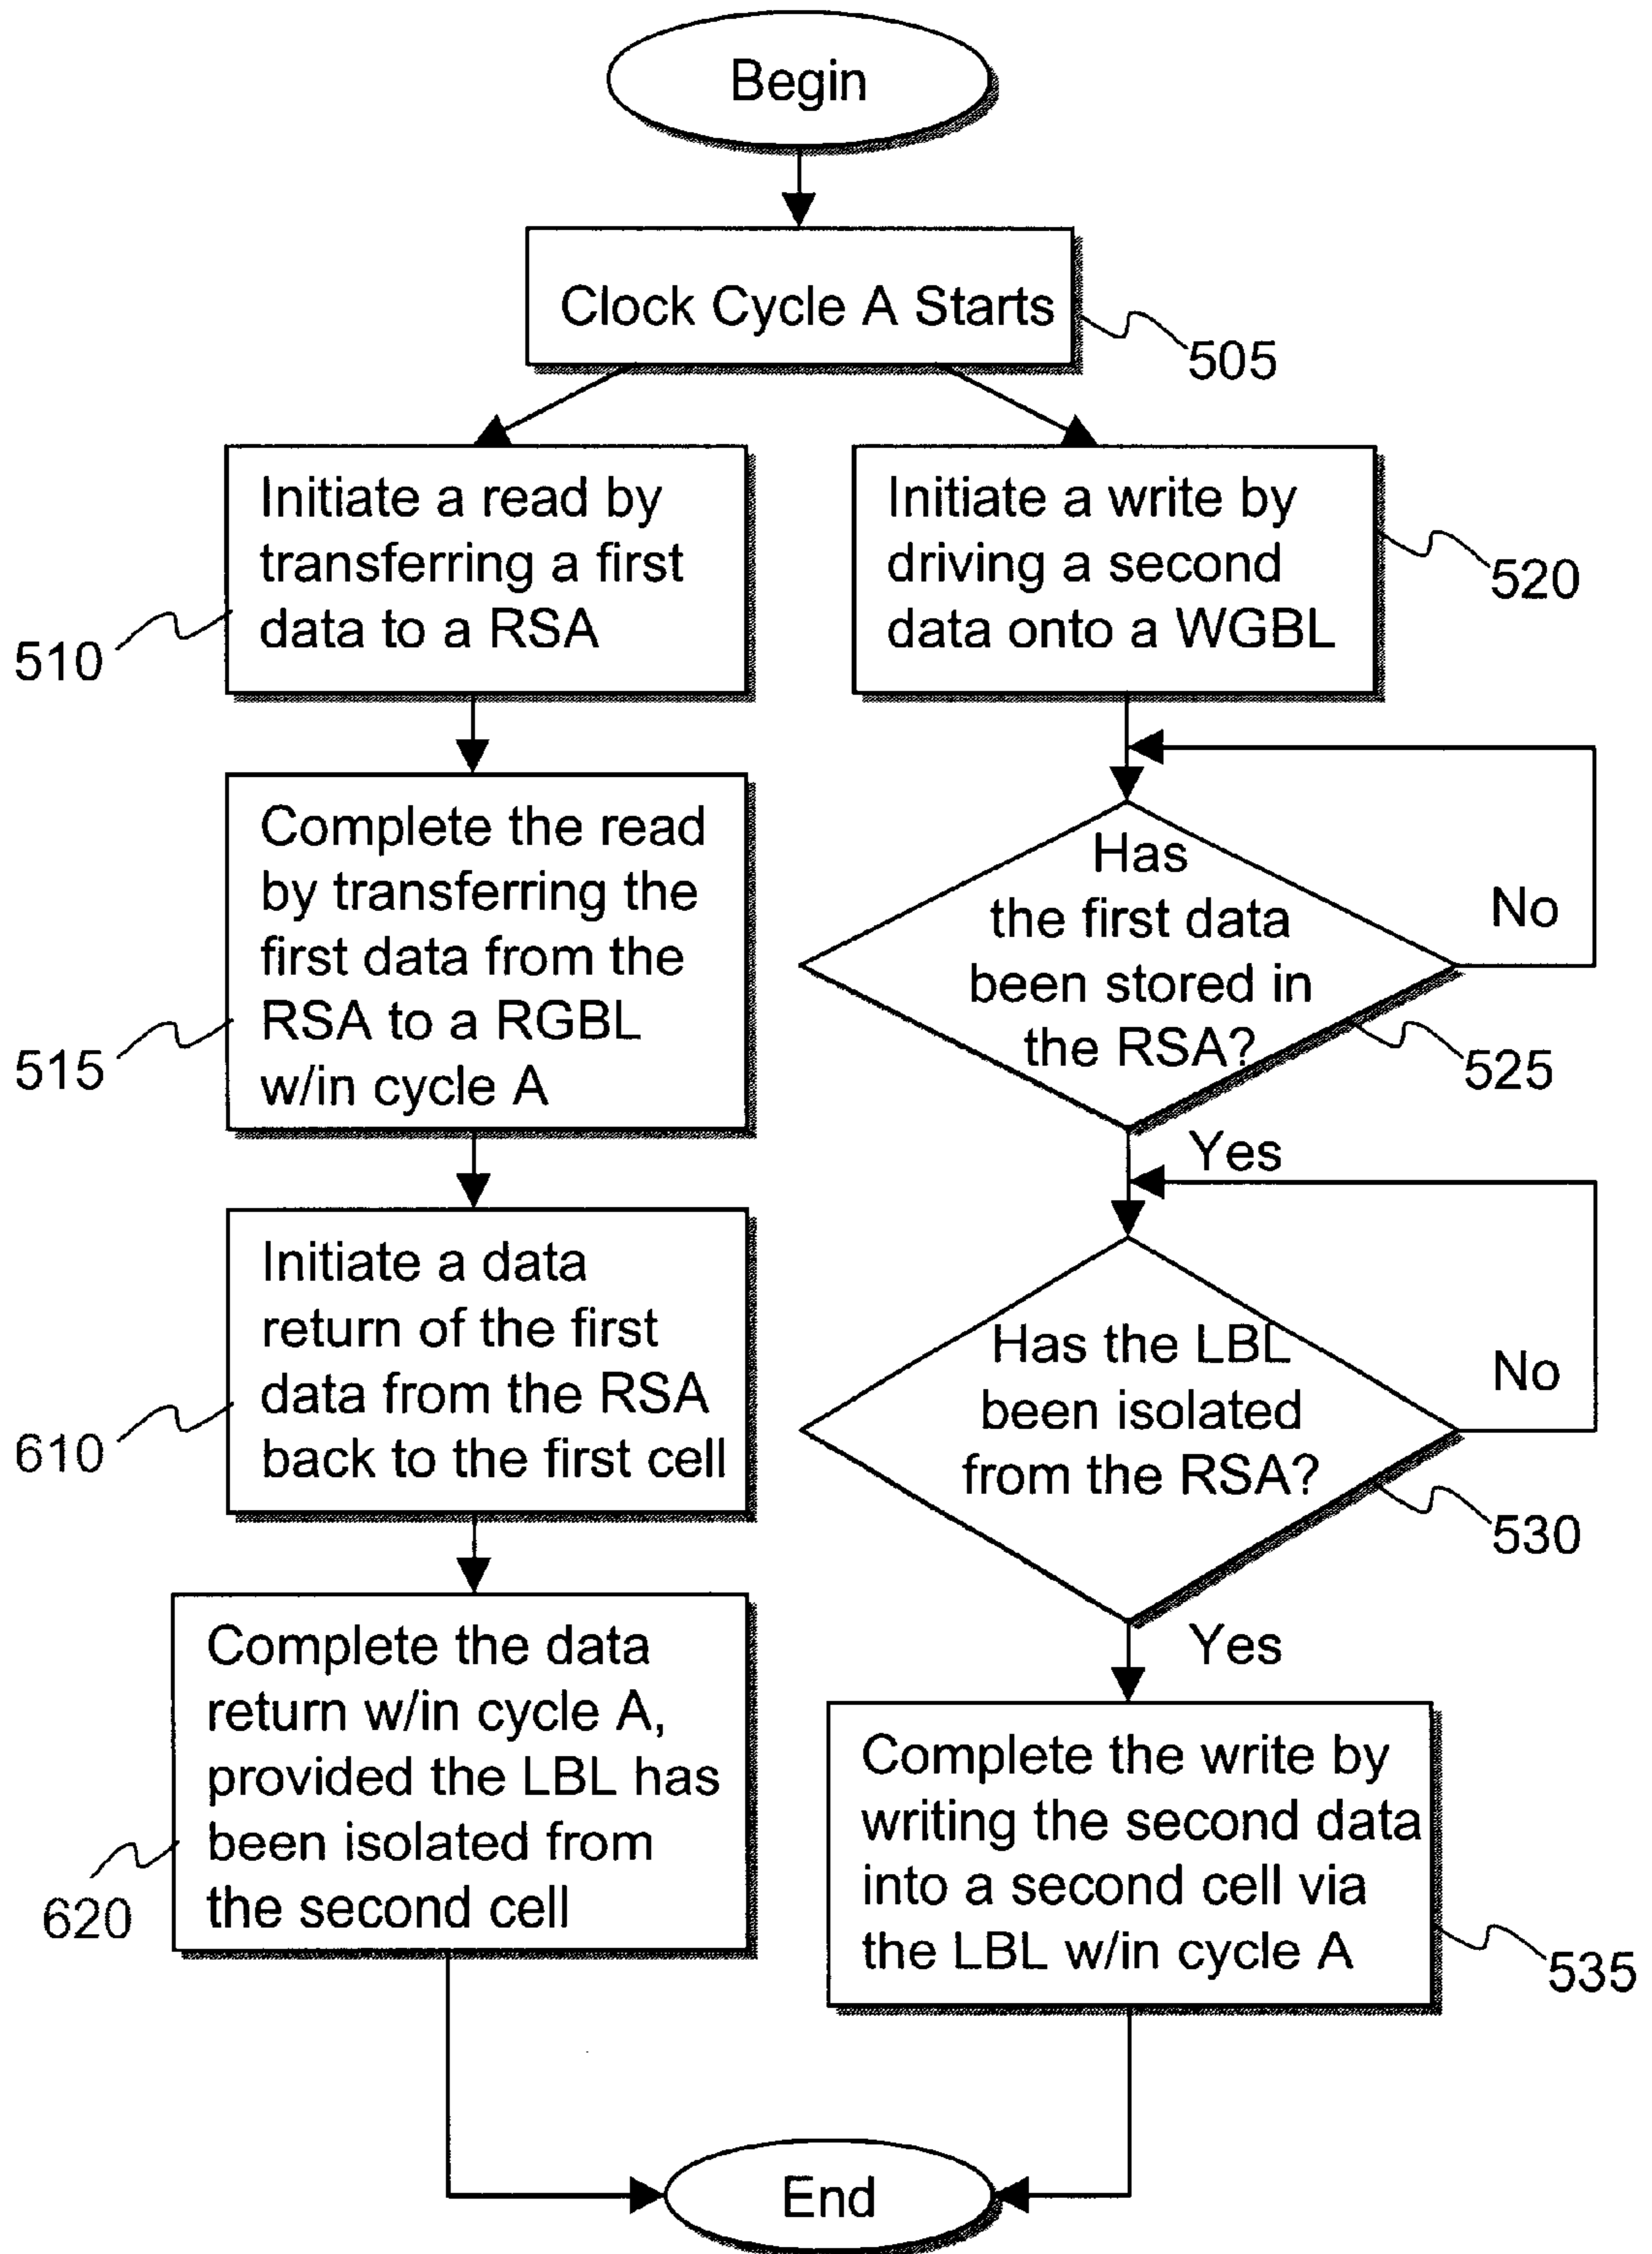 Begin
Clock Cycle A Starts
505
Initiate a read by
transferring a first
data to a RSA
510
Complete the read
by transferring the
first data from the
RSA to a RGBL
w/in cycle A
515
Initiate a data
return of the first
data from the RSA
back to the first cell
610
Complete the data
return w/in cycle A,
provided the LBL has
been isolated from
the second cell
620
Initiate a write by
driving a second
data onto a WGBL
520
Has
the first data
been stored in
the RSA?
No
525
Yes
Has the LBL
been isolated
from the RSA?
No
530
Yes
Complete the write by
writing the second data
into a second cell via
the LBL w/in cycle A
535
End